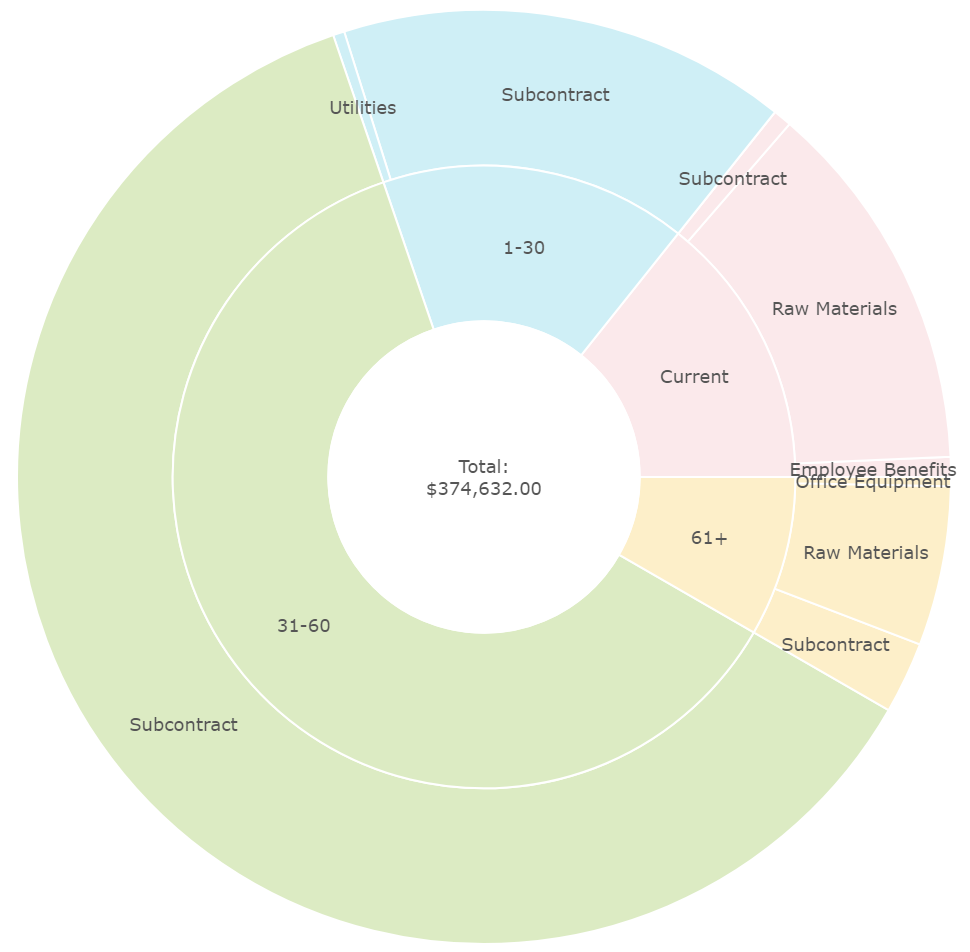 Subcontract
Utilities
Subcontract
1-30
Raw Materials
Current
Total:
$374,632.00
Employee Benefits
Office Equipment
61+
Raw Materials
31-60
Subcontract
Subcontract